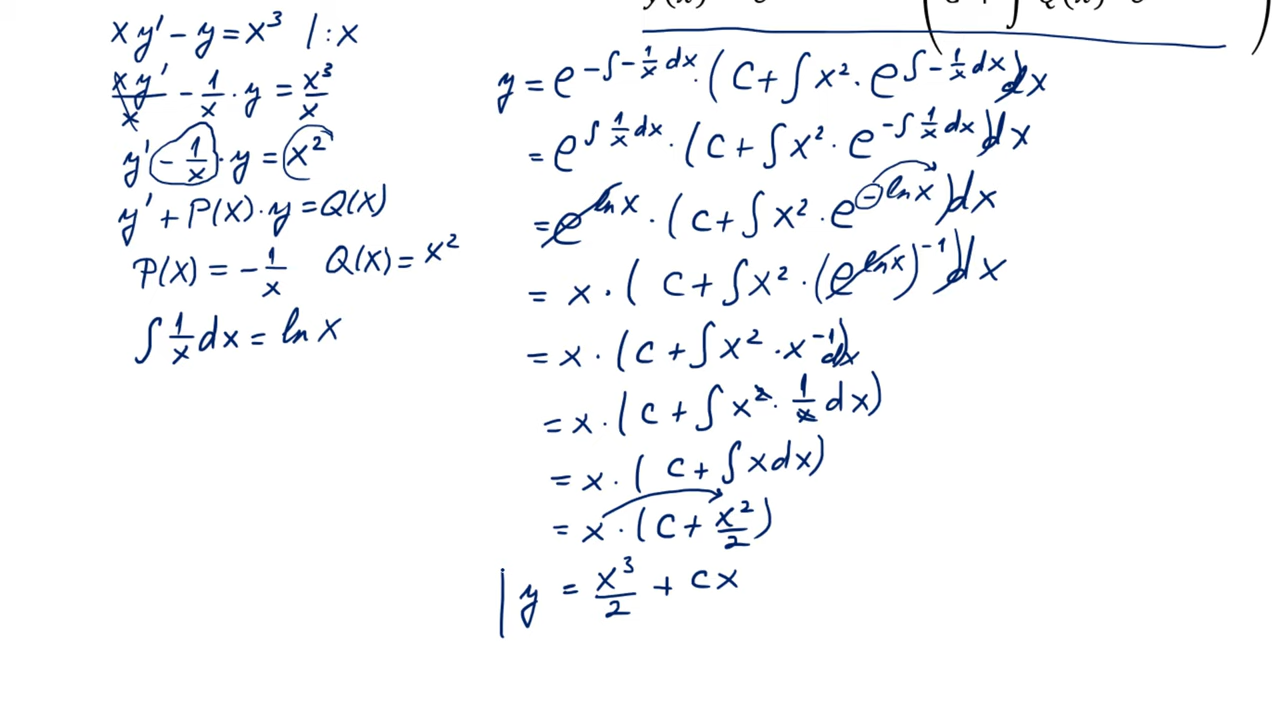 xy' - y = x³ | : x
xy'/x - 1/x · y = x³/x
y' - 1/x · y = x²
y' + P(x) · y = Q(x)
P(x) = - 1/x Q(x) = x²
∫ 1/x dx = ln x
y = e^(-∫ - 1/x dx) · (C + ∫ x² · e^(∫ - 1/x dx)) dx
= e^(∫ 1/x dx) · (C + ∫ x² · e^(-∫ 1/x dx)) dx
= e^(ln x) · (C + ∫ x² · e^(-ln x)) dx
= x · (C + ∫ x² · (e^(ln x))^(-1)) dx
= x · (C + ∫ x² · x^(-1) dx)
= x · (C + ∫ x² · 1/x dx)
= x · (C + ∫ x dx)
= x · (C + x²/2)
y = x³/2 + Cx